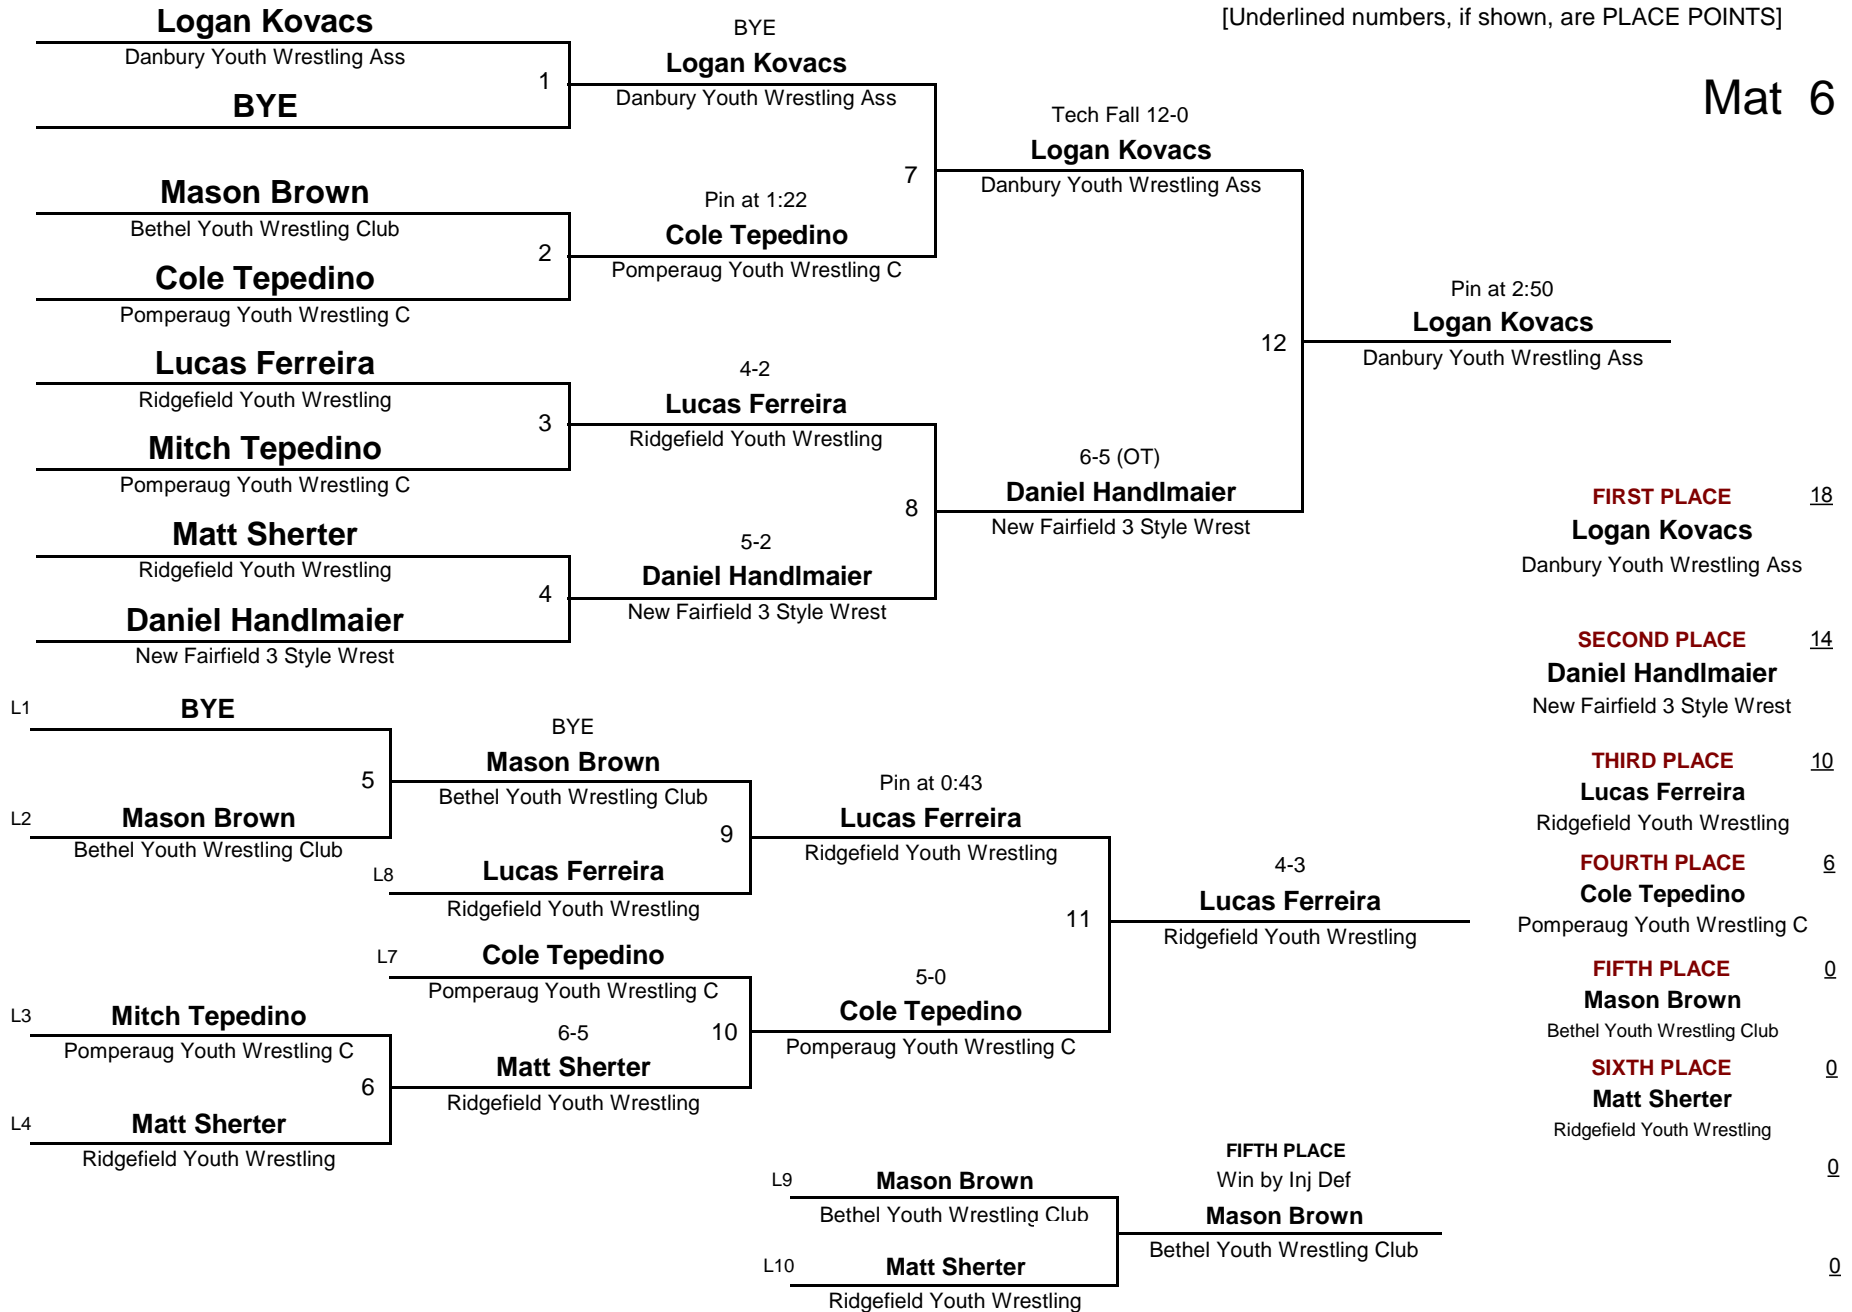 [Underlined numbers, if shown, are PLACE POINTS]
Mat 6
Logan Kovacs
Danbury Youth Wrestling Ass
1
BYE
Mason Brown
Bethel Youth Wrestling Club
2
Cole Tepedino
Pomperaug Youth Wrestling C
Lucas Ferreira
Ridgefield Youth Wrestling
3
Mitch Tepedino
Pomperaug Youth Wrestling C
Matt Sherter
Ridgefield Youth Wrestling
4
Daniel Handlmaier
New Fairfield 3 Style Wrest
BYE
Logan Kovacs
Danbury Youth Wrestling Ass
7
Pin at 1:22
Cole Tepedino
Pomperaug Youth Wrestling C
4-2
Lucas Ferreira
Ridgefield Youth Wrestling
8
5-2
Daniel Handlmaier
New Fairfield 3 Style Wrest
Tech Fall 12-0
Logan Kovacs
Danbury Youth Wrestling Ass
12
6-5 (OT)
Daniel Handlmaier
New Fairfield 3 Style Wrest
Pin at 2:50
Logan Kovacs
Danbury Youth Wrestling Ass
L1 BYE
5
L2 Mason Brown
Bethel Youth Wrestling Club
L3 Mitch Tepedino
Pomperaug Youth Wrestling C
6
L4 Matt Sherter
Ridgefield Youth Wrestling
BYE
Mason Brown
Bethel Youth Wrestling Club
9
L8 Lucas Ferreira
Ridgefield Youth Wrestling
L7 Cole Tepedino
Pomperaug Youth Wrestling C
6-5 10
Matt Sherter
Ridgefield Youth Wrestling
Pin at 0:43
Lucas Ferreira
Ridgefield Youth Wrestling
11
5-0
Cole Tepedino
Pomperaug Youth Wrestling C
4-3
Lucas Ferreira
Ridgefield Youth Wrestling
L9 Mason Brown
Bethel Youth Wrestling Club
L10 Matt Sherter
Ridgefield Youth Wrestling
FIFTH PLACE
Win by Inj Def
Mason Brown
Bethel Youth Wrestling Club
FIRST PLACE 18
Logan Kovacs
Danbury Youth Wrestling Ass
SECOND PLACE 14
Daniel Handlmaier
New Fairfield 3 Style Wrest
THIRD PLACE 10
Lucas Ferreira
Ridgefield Youth Wrestling
FOURTH PLACE 6
Cole Tepedino
Pomperaug Youth Wrestling C
FIFTH PLACE 0
Mason Brown
Bethel Youth Wrestling Club
SIXTH PLACE 0
Matt Sherter
Ridgefield Youth Wrestling
0
0